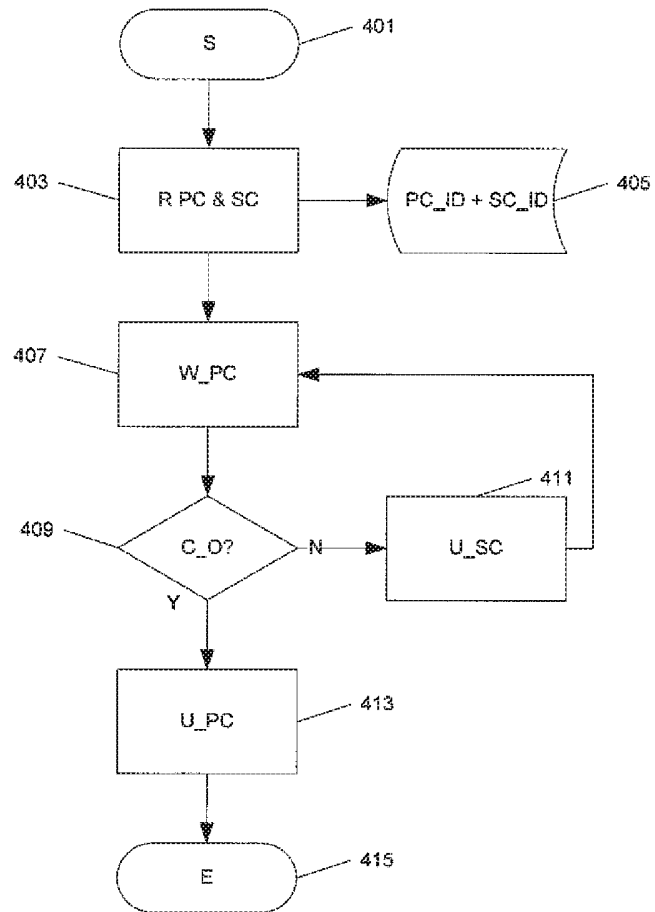 S
401
403
R PC & SC
PC_ID + SC_ID
405
407
W_PC
409
C_O?
N
411
U_SC
Y
U_PC
413
E
415